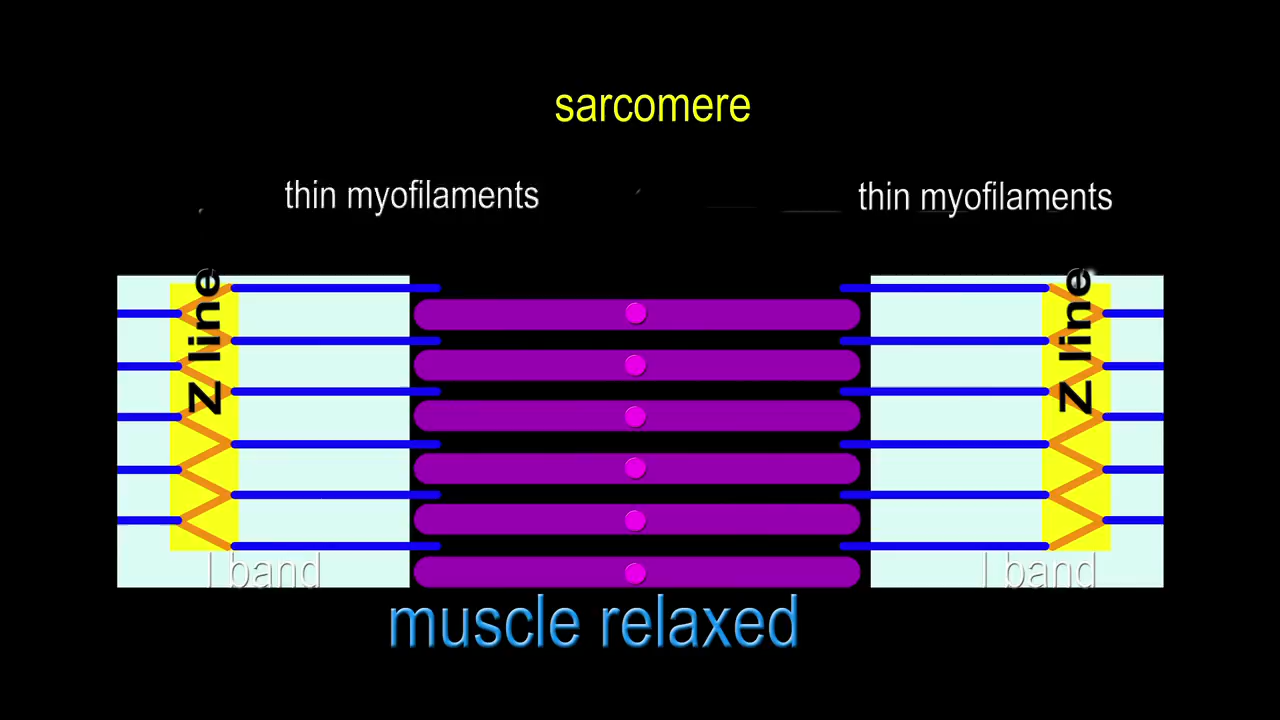 sarcomere
thin myofilaments
thin myofilaments
Z line
Z line
I band
I band
muscle relaxed